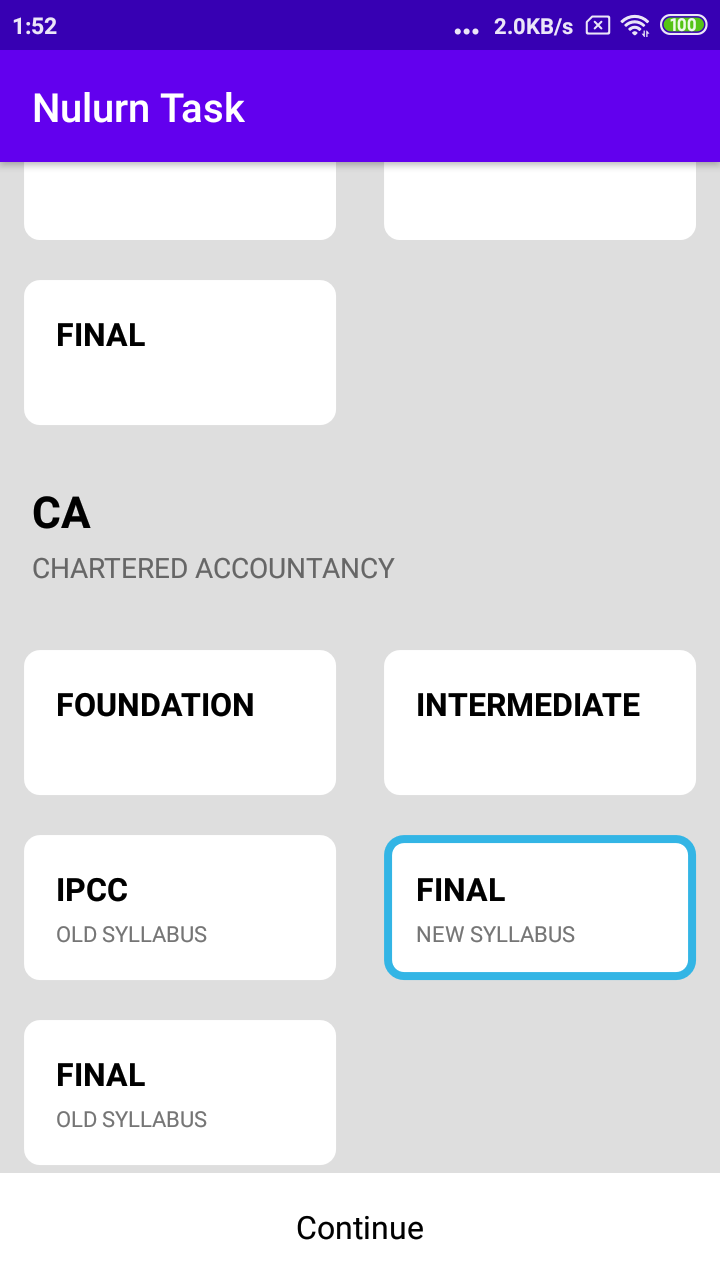 1:52 ... 2.0KB/s 100
Nulurn Task
FINAL
CA
CHARTERED ACCOUNTANCY
FOUNDATION INTERMEDIATE
IPCC FINAL
OLD SYLLABUS NEW SYLLABUS
FINAL
OLD SYLLABUS
Continue